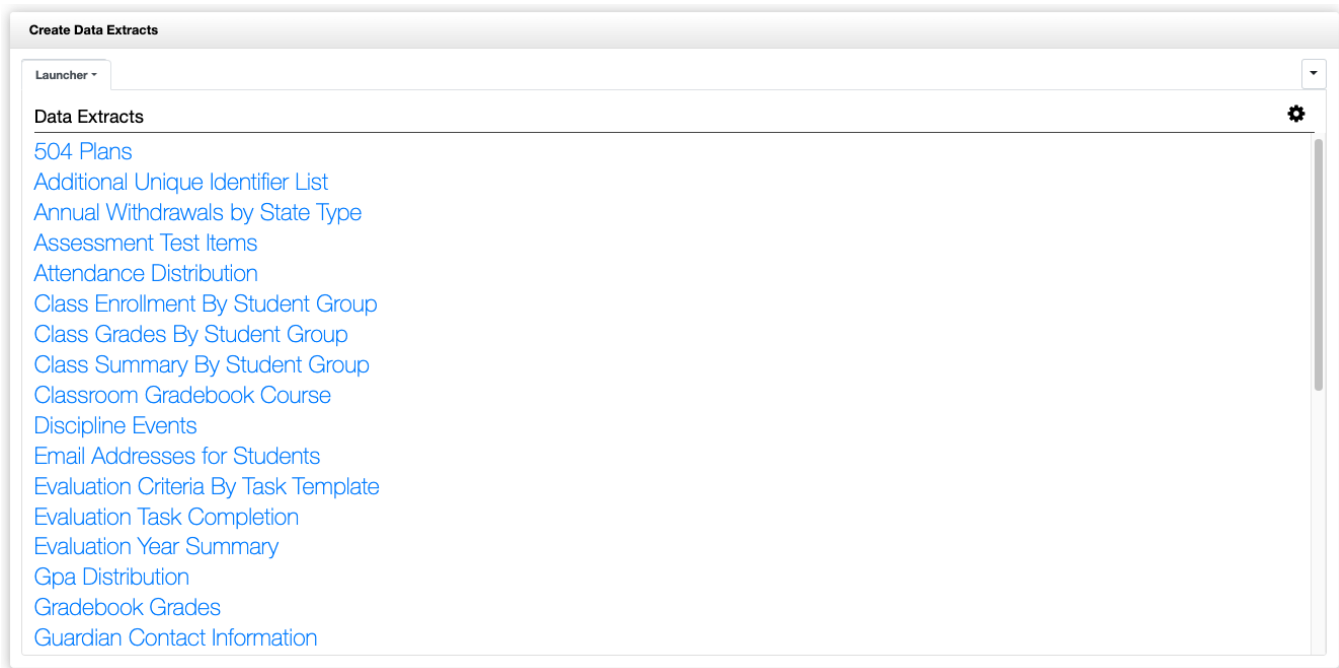 Create Data Extracts
Launcher
Data Extracts
504 Plans
Additional Unique Identifier List
Annual Withdrawals by State Type
Assessment Test Items
Attendance Distribution
Class Enrollment By Student Group
Class Grades By Student Group
Class Summary By Student Group
Classroom Gradebook Course
Discipline Events
Email Addresses for Students
Evaluation Criteria By Task Template
Evaluation Task Completion
Evaluation Year Summary
Gpa Distribution
Gradebook Grades
Guardian Contact Information